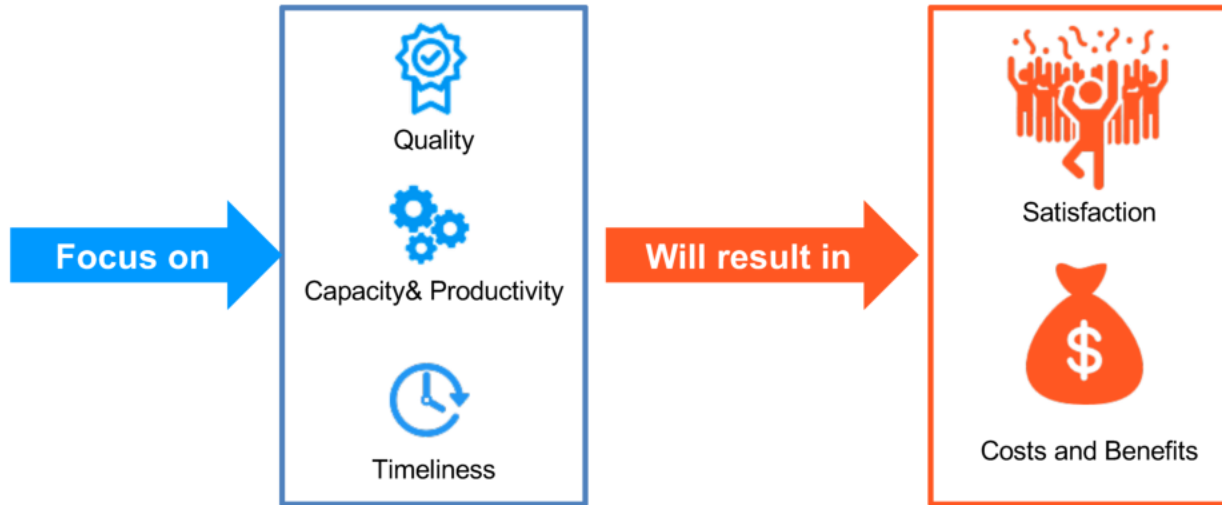 Focus on
Quality
Capacity& Productivity
Timeliness
Will result in
Satisfaction
$
Costs and Benefits